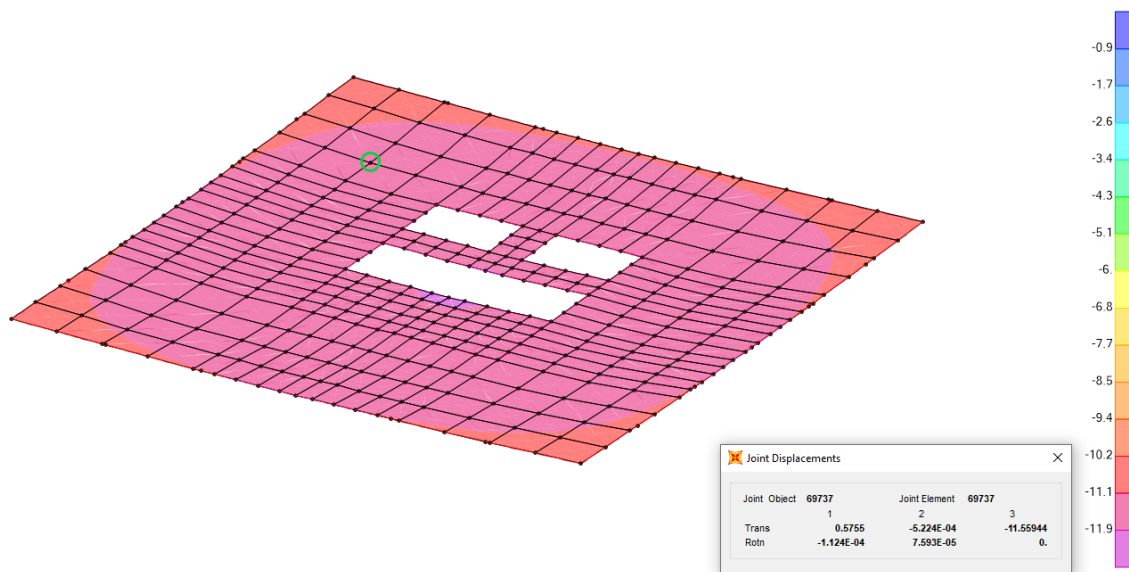 -0.9
-1.7
-2.6
-3.4
-4.3
-5.1
-6.
-6.8
-7.7
-8.5
-9.4
-10.2
-11.1
-11.9
Joint Displacements
Joint Object 69737 Joint Element 69737
1 2 3
Trans 0.5755 -5.224E-04 -11.55944
Rotn -1.124E-04 7.593E-05 0.